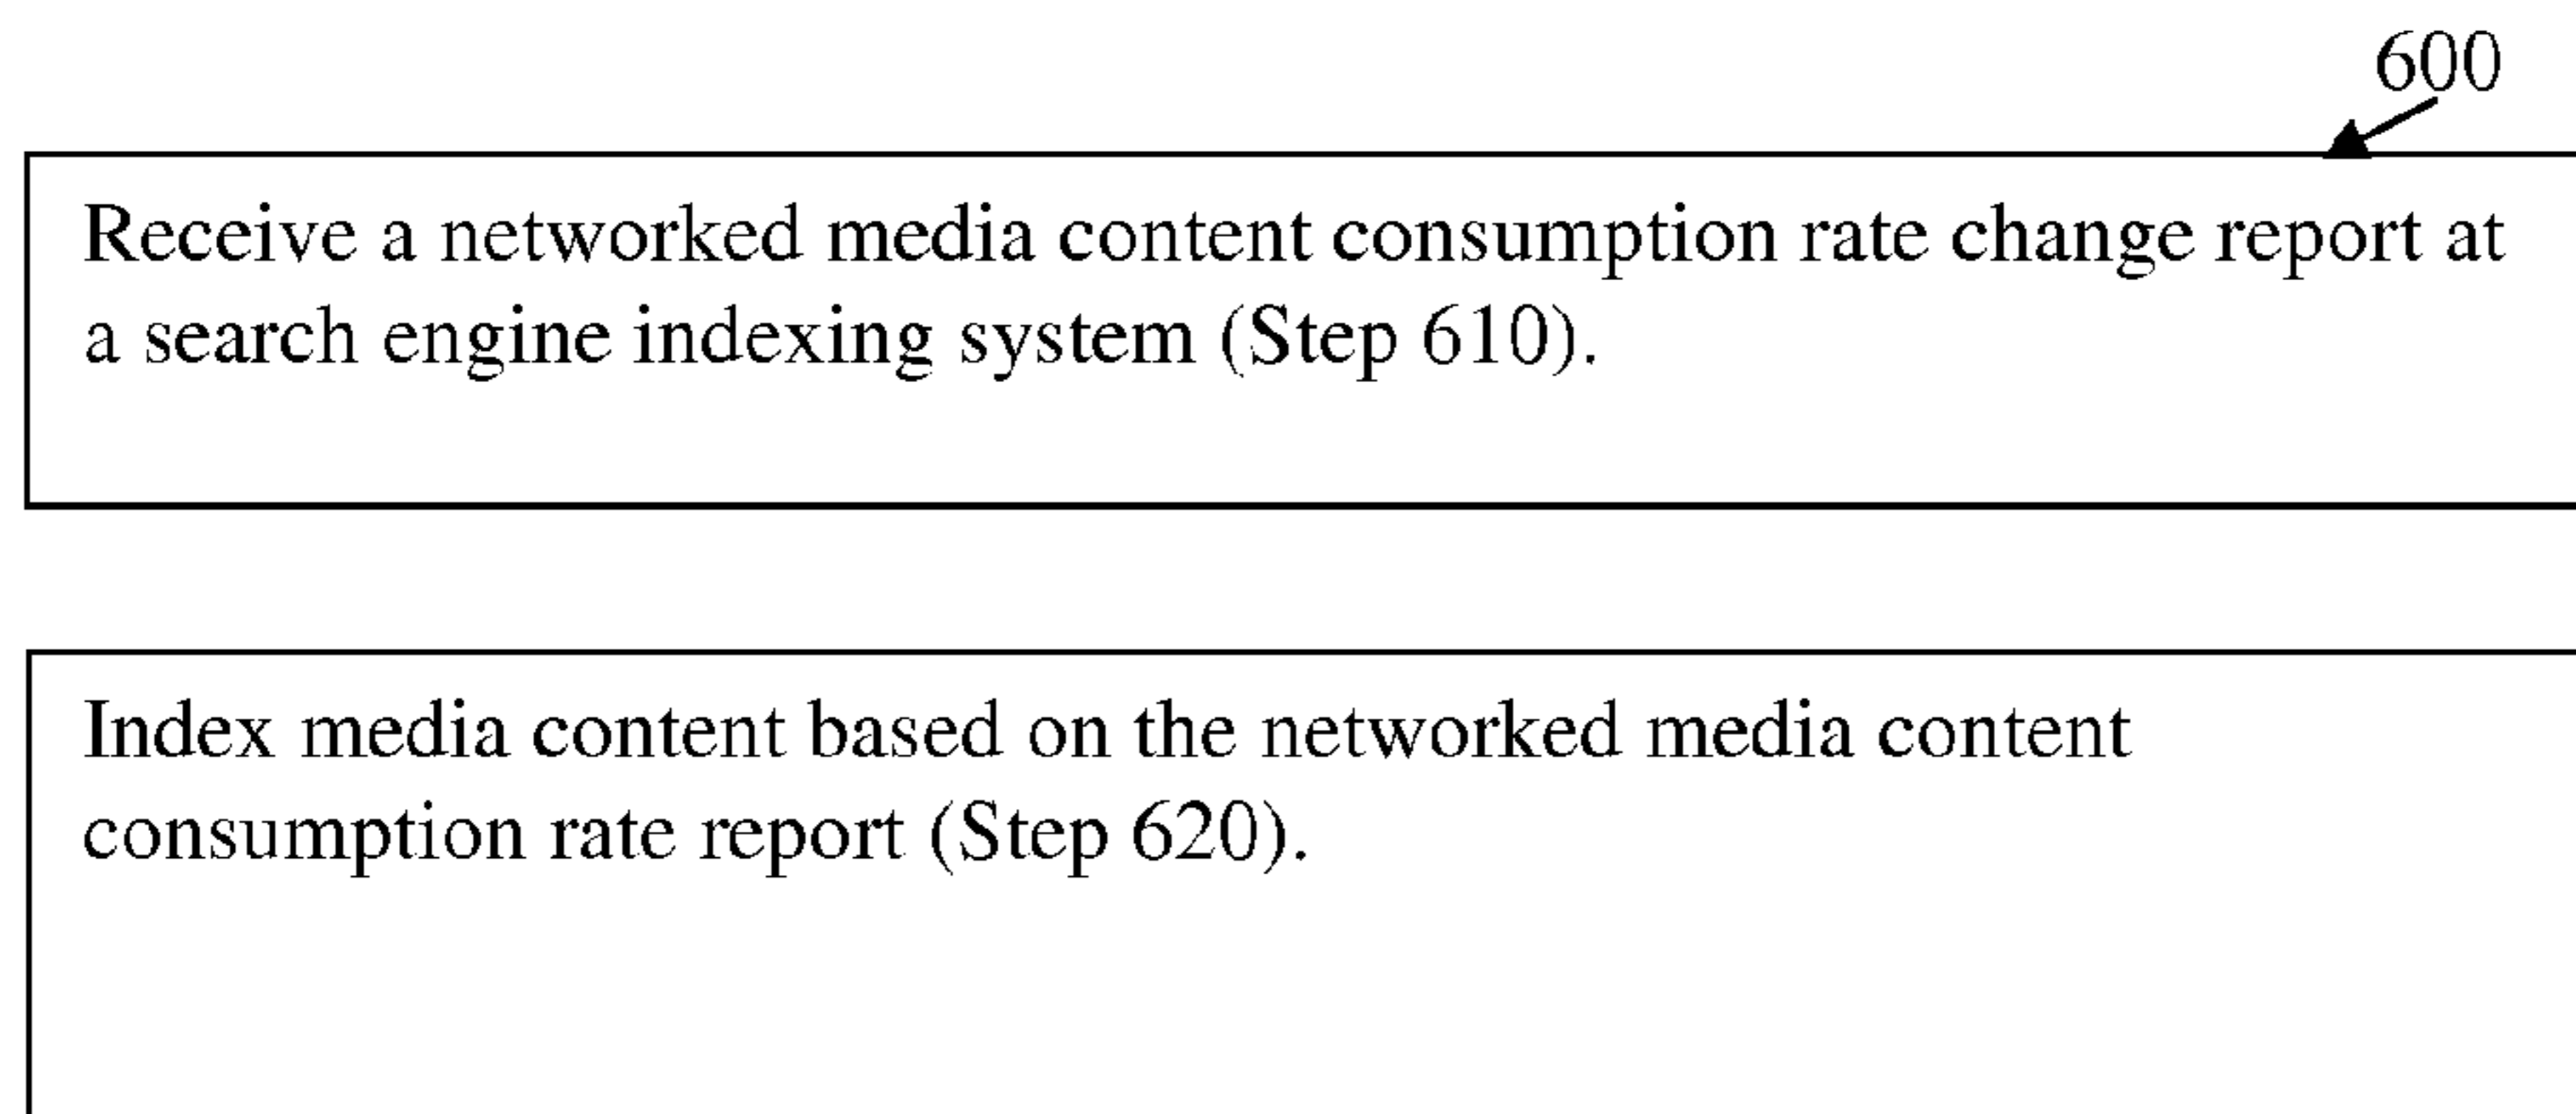 600
Receive a networked media content consumption rate change report at
a search engine indexing system (Step 610).
Index media content based on the networked media content
consumption rate report (Step 620).